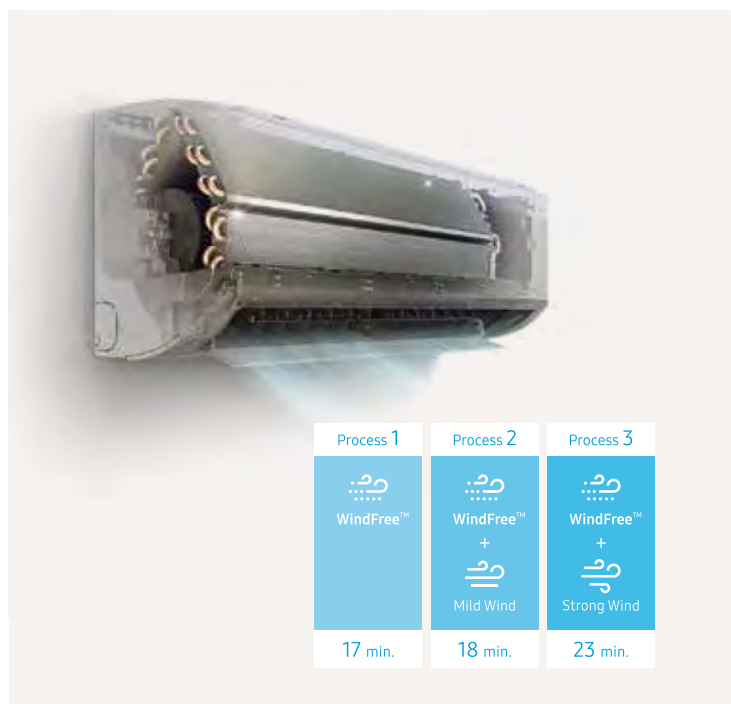 Process 1
WindFree™
17 min.
Process 2
WindFree™
+
Mild Wind
18 min.
Process 3
WindFree™
+
Strong Wind
23 min.